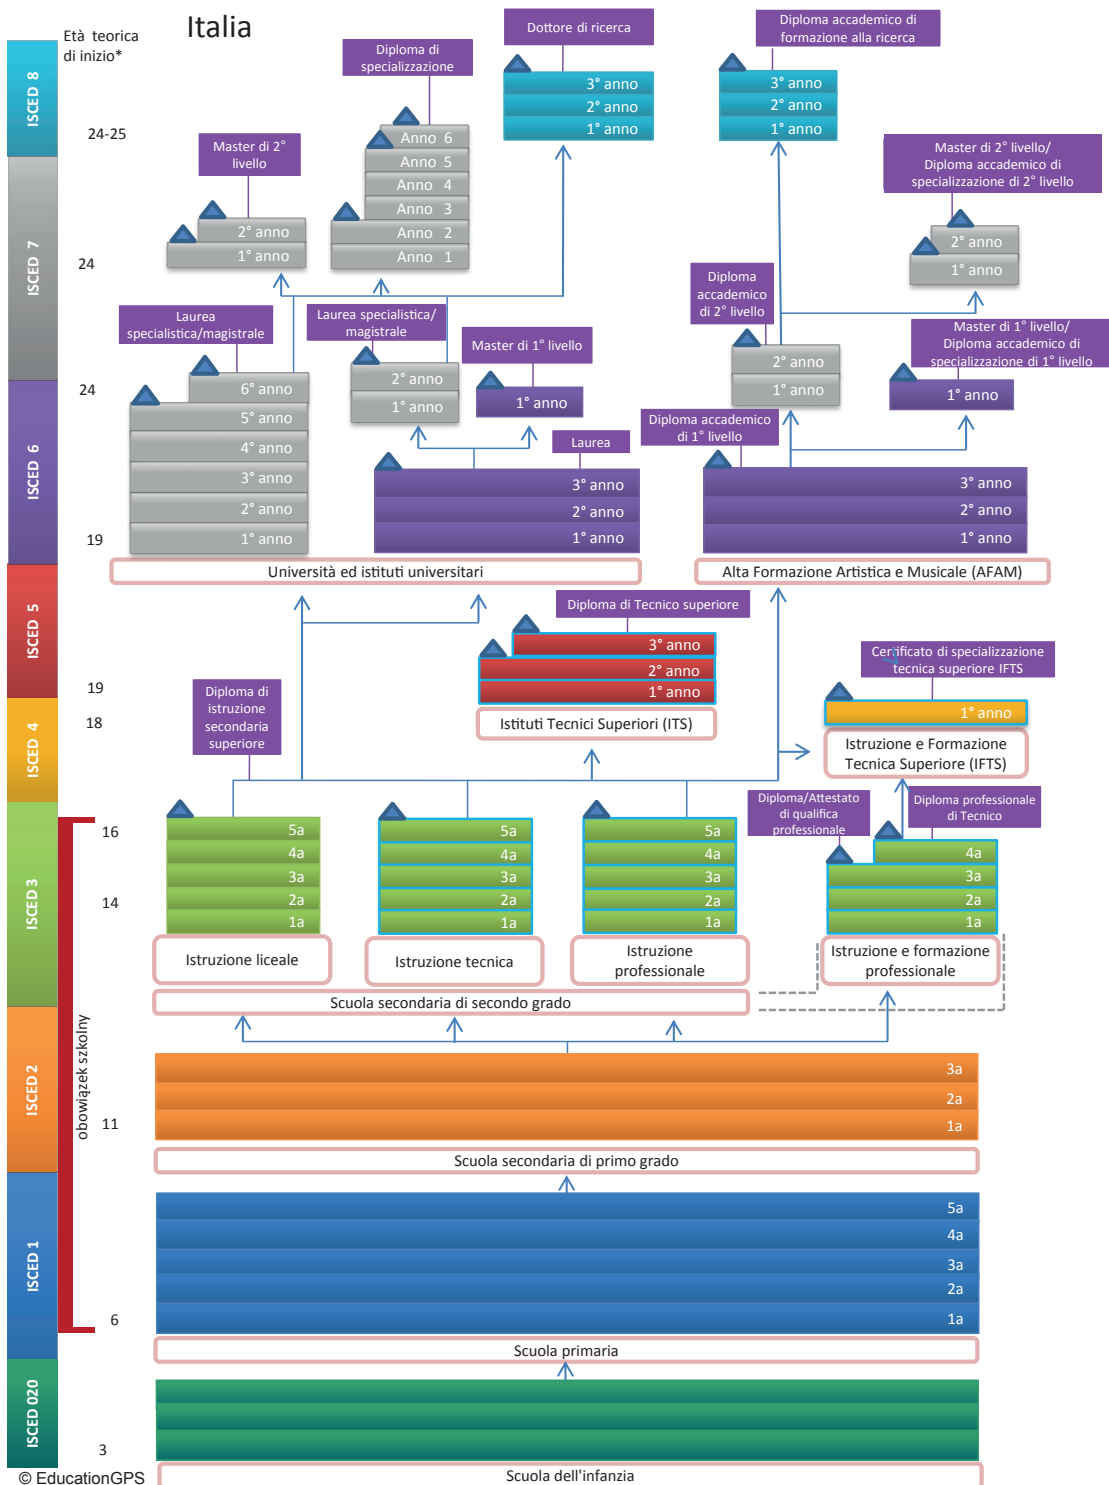 Italia
Età teorica
di inizio*
ISCED 8
ISCED 7
ISCED 6
ISCED 5
ISCED 4
ISCED 3
ISCED 2
ISCED 1
ISCED 020
24-25
24
24
19
19
18
16
14
11
6
3
obowiązek szkolny
Dottore di ricerca
3° anno
2° anno
1° anno
Diploma accademico di
formazione alla ricerca
3° anno
2° anno
1° anno
Diploma di
specializzazione
Anno 6
Anno 5
Anno 4
Anno 3
Anno 2
Anno 1
Master di 2°
livello
2° anno
1° anno
Master di 2° livello/
Diploma accademico di
specializzazione di 2° livello
2° anno
1° anno
Laurea
specialistica/magistrale
6° anno
5° anno
4° anno
3° anno
2° anno
1° anno
Laurea specialistica/
magistrale
2° anno
1° anno
Master di 1° livello
1° anno
Laurea
3° anno
2° anno
1° anno
Università ed istituti universitari
Diploma
accademico
di 2° livello
2° anno
1° anno
Master di 1° livello/
Diploma accademico di
specializzazione di 1° livello
1° anno
Diploma accademico
di 1° livello
3° anno
2° anno
1° anno
Alta Formazione Artistica e Musicale (AFAM)
Diploma di Tecnico superiore
3° anno
2° anno
1° anno
Istituti Tecnici Superiori (ITS)
Certificato di specializzazione
tecnica superiore IFTS
1° anno
Istruzione e Formazione
Tecnica Superiore (IFTS)
Diploma di
istruzione
secondaria
superiore
5a
4a
3a
2a
1a
Istruzione liceale
5a
4a
3a
2a
1a
Istruzione tecnica
5a
4a
3a
2a
1a
Istruzione
professionale
Diploma/Attestato
di qualifica
professionale
Diploma professionale
di Tecnico
4a
3a
2a
1a
Istruzione e formazione
professionale
Scuola secondaria di secondo grado
3a
2a
1a
Scuola secondaria di primo grado
5a
4a
3a
2a
1a
Scuola primaria
Scuola dell'infanzia
© EducationGPS